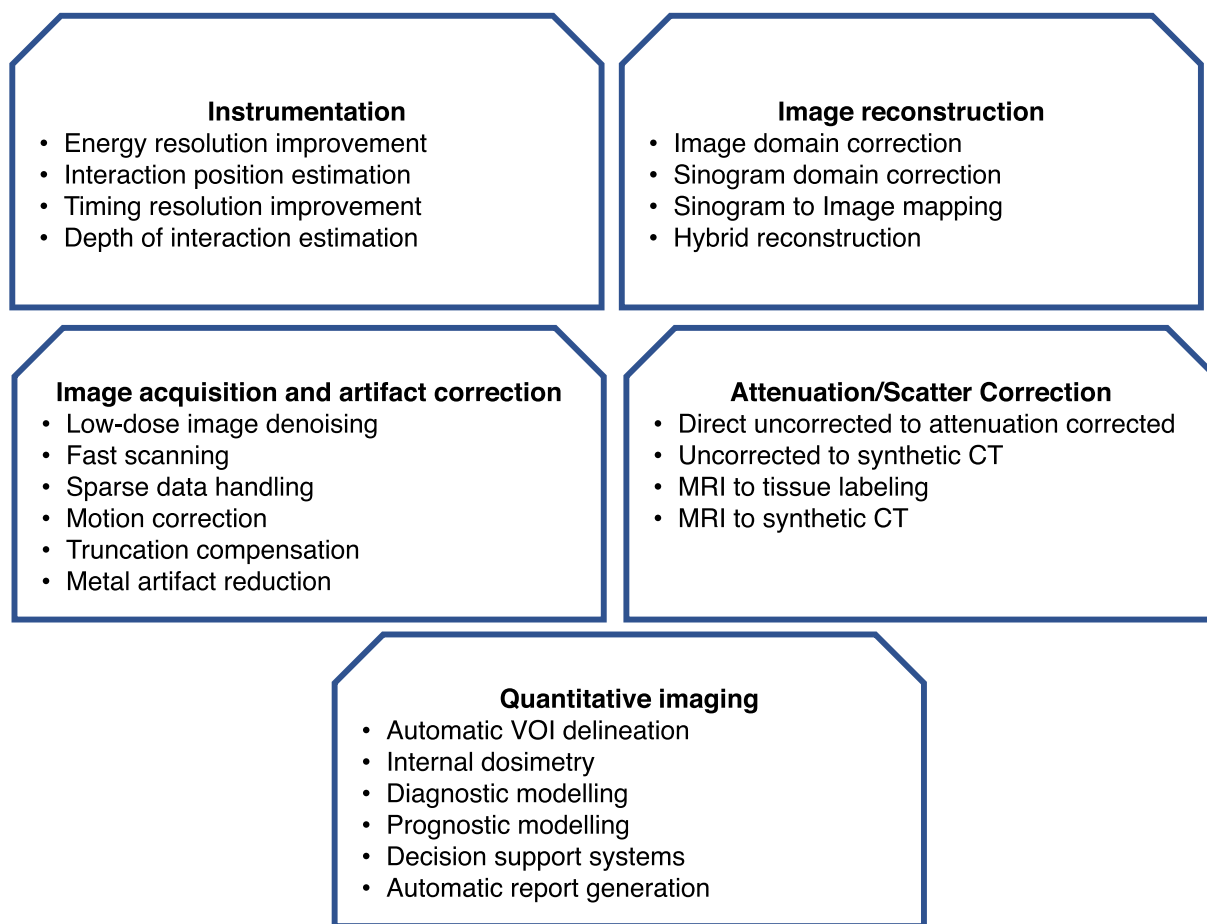 Instrumentation
• Energy resolution improvement
• Interaction position estimation
• Timing resolution improvement
• Depth of interaction estimation
Image reconstruction
• Image domain correction
• Sinogram domain correction
• Sinogram to Image mapping
• Hybrid reconstruction
Image acquisition and artifact correction
• Low-dose image denoising
• Fast scanning
• Sparse data handling
• Motion correction
• Truncation compensation
• Metal artifact reduction
Attenuation/Scatter Correction
• Direct uncorrected to attenuation corrected
• Uncorrected to synthetic CT
• MRI to tissue labeling
• MRI to synthetic CT
Quantitative imaging
• Automatic VOI delineation
• Internal dosimetry
• Diagnostic modelling
• Prognostic modelling
• Decision support systems
• Automatic report generation